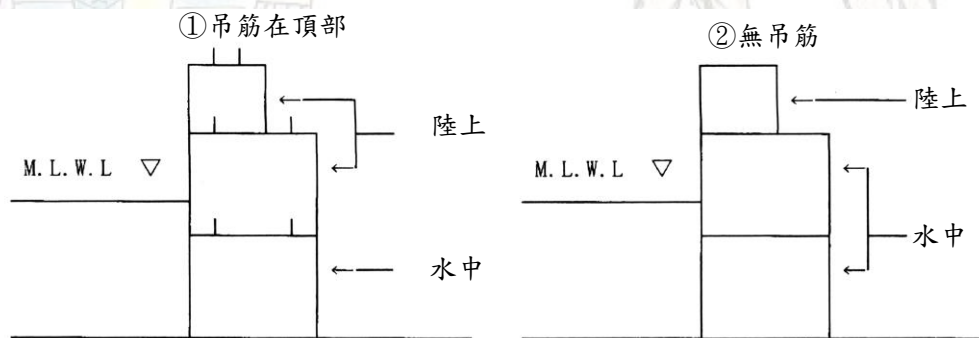 ①吊筋在頂部
陸上
M.L.W.L ▽
水中
②無吊筋
陸上
M.L.W.L ▽
水中